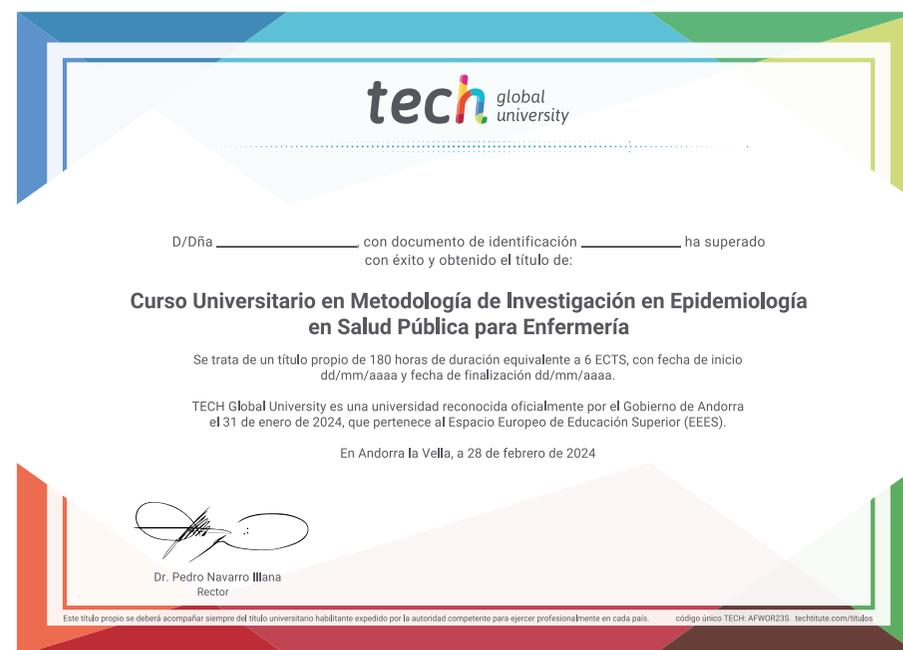 tech global
university
D/Dña ____________________, con documento de identificación ______________ ha superado
con éxito y obtenido el título de:
Curso Universitario en Metodología de Investigación en Epidemiología
en Salud Pública para Enfermería
Se trata de un título propio de 180 horas de duración equivalente a 6 ECTS, con fecha de inicio
dd/mm/aaaa y fecha de finalización dd/mm/aaaa.
TECH Global University es una universidad reconocida oficialmente por el Gobierno de Andorra
el 31 de enero de 2024, que pertenece al Espacio Europeo de Educación Superior (EEES).
En Andorra la Vella, a 28 de febrero de 2024
Dr. Pedro Navarro Illana
Rector
Este título propio se deberá acompañar siempre del título universitario habilitante expedido por la autoridad competente para ejercer profesionalmente en cada país. código único TECH: AFWOR23S techtitute.com/titulos